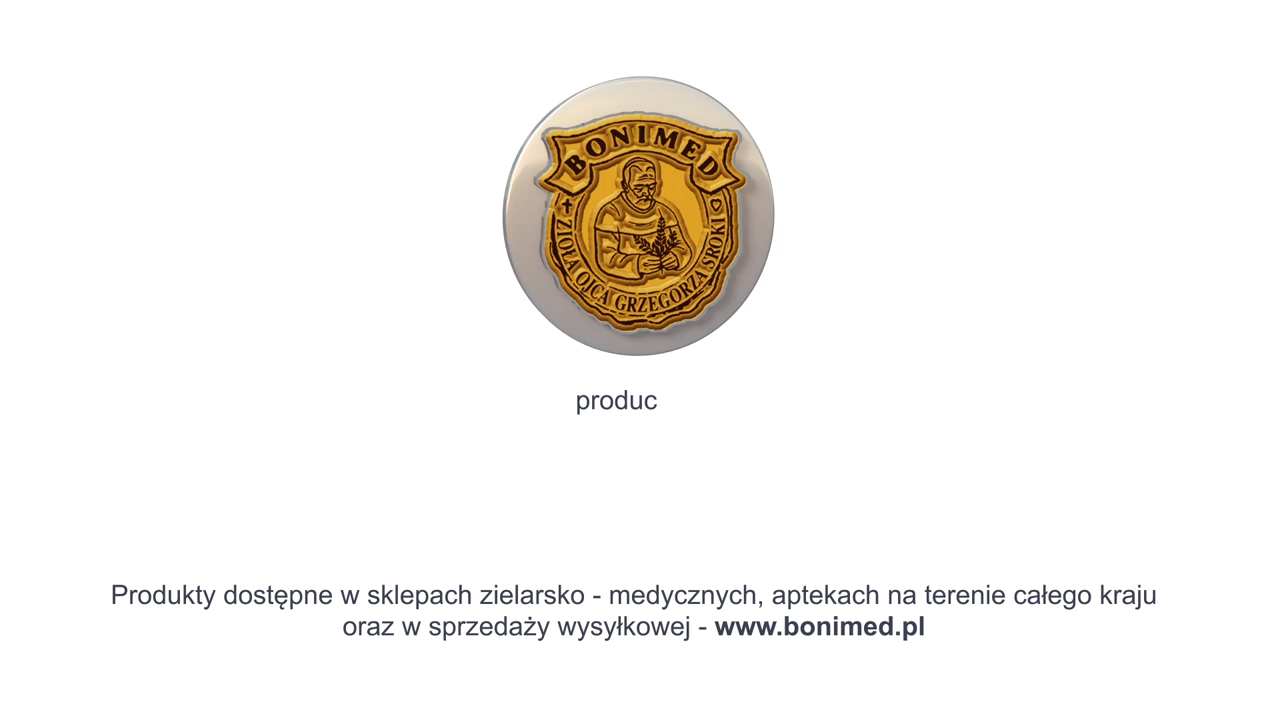 BONIMED
ZIOŁA OJCA GRZEGORZA SROKI
produc
Produkty dostępne w sklepach zielarsko - medycznych, aptekach na terenie całego kraju
oraz w sprzedaży wysyłkowej - www.bonimed.pl